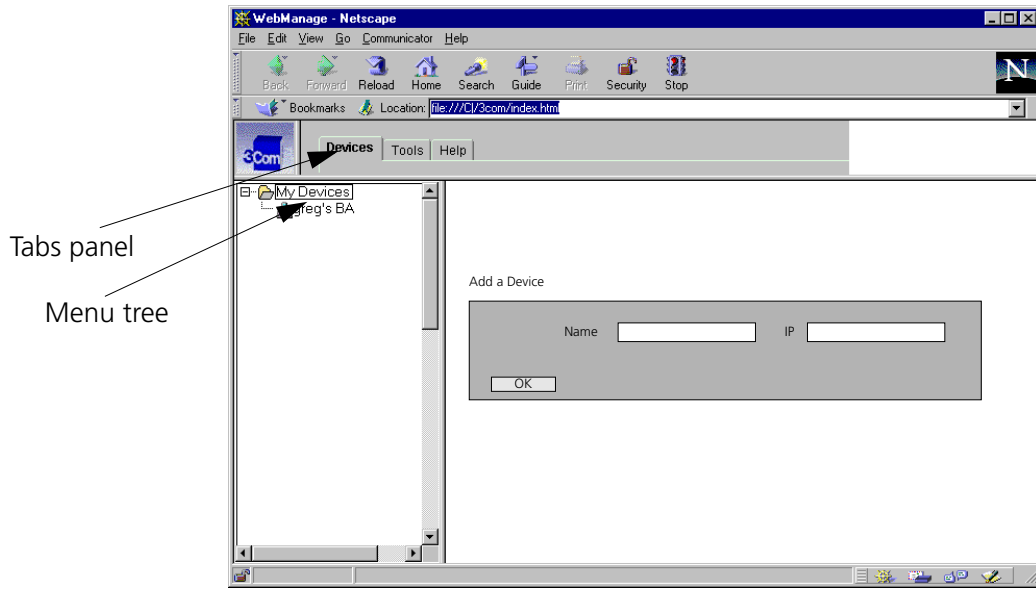 WebManage - Netscape
File Edit View Go Communicator Help
Back Forward Reload Home Search Guide Print Security Stop
Bookmarks Location: file:///C|/3com/index.htm
N
3Com Devices Tools Help
My Devices
greg's BA
Tabs panel
Menu tree
Add a Device
Name IP
OK